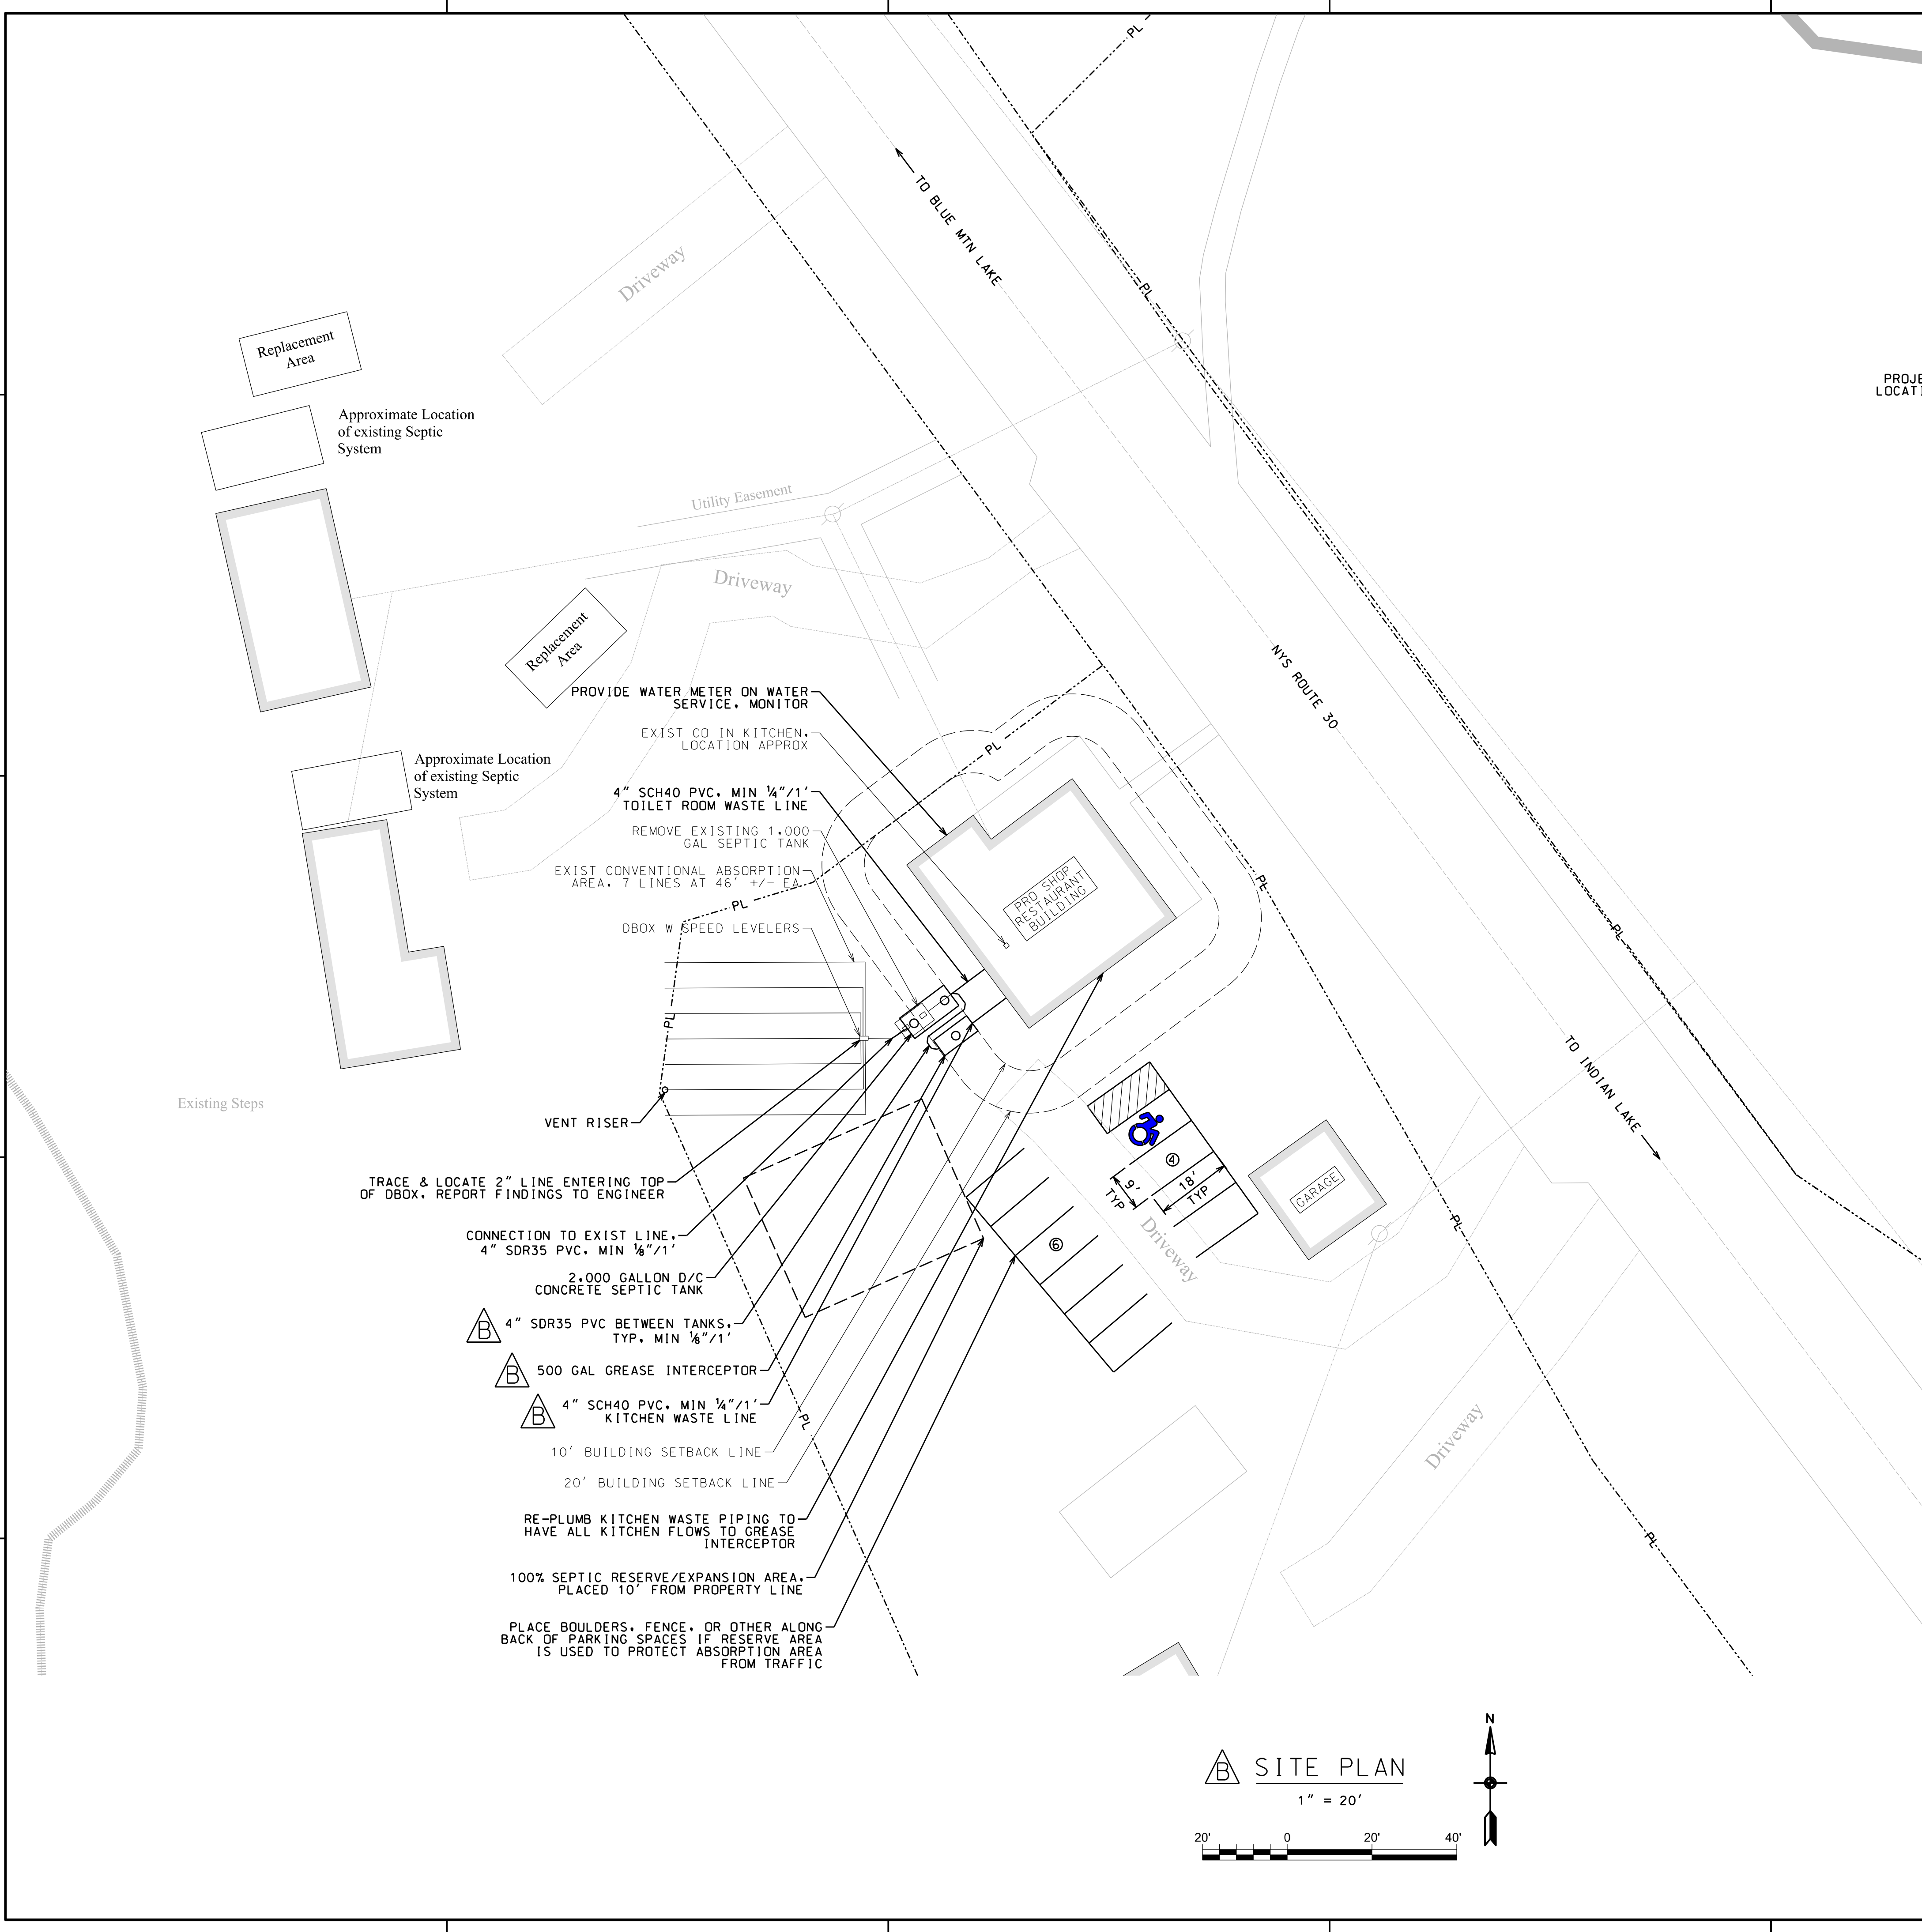 PL
TO BLUE MTN LAKE
Driveway
PL
Replacement
Area
PROJE
LOCATI
Approximate Location
of existing Septic
System
Utility Easement
Driveway
Replacement
Area
NYS ROUTE 30
PROVIDE WATER METER ON WATER
SERVICE, MONITOR
EXIST CO IN KITCHEN,
LOCATION APPROX
PL
Approximate Location
of existing Septic
System
4" SCH40 PVC, MIN ¼"/1'
TOILET ROOM WASTE LINE
REMOVE EXISTING 1,000
GAL SEPTIC TANK
EXIST CONVENTIONAL ABSORPTION
AREA, 7 LINES AT 46' +/- EA.
PRO SHOP
RESTAURANT
BUILDING
PL
PL
DBOX W SPEED LEVELERS
PL
PL
TO INDIAN LAKE
Existing Steps
VENT RISER
TRACE & LOCATE 2" LINE ENTERING TOP
OF DBOX, REPORT FINDINGS TO ENGINEER
4
9'
TYP
18'
TYP
GARAGE
PL
CONNECTION TO EXIST LINE,
4" SDR35 PVC, MIN ⅛"/1'
6
Driveway
2,000 GALLON D/C
CONCRETE SEPTIC TANK
B
4" SDR35 PVC BETWEEN TANKS,
TYP, MIN ⅛"/1'
B
500 GAL GREASE INTERCEPTOR
B
4" SCH40 PVC, MIN ¼"/1'
KITCHEN WASTE LINE
PL
Driveway
10' BUILDING SETBACK LINE
20' BUILDING SETBACK LINE
RE-PLUMB KITCHEN WASTE PIPING TO
HAVE ALL KITCHEN FLOWS TO GREASE
INTERCEPTOR
PL
100% SEPTIC RESERVE/EXPANSION AREA,
PLACED 10' FROM PROPERTY LINE
PLACE BOULDERS, FENCE, OR OTHER ALONG
BACK OF PARKING SPACES IF RESERVE AREA
IS USED TO PROTECT ABSORPTION AREA
FROM TRAFFIC
N
B
SITE PLAN
1" = 20'
20' 0 20' 40'